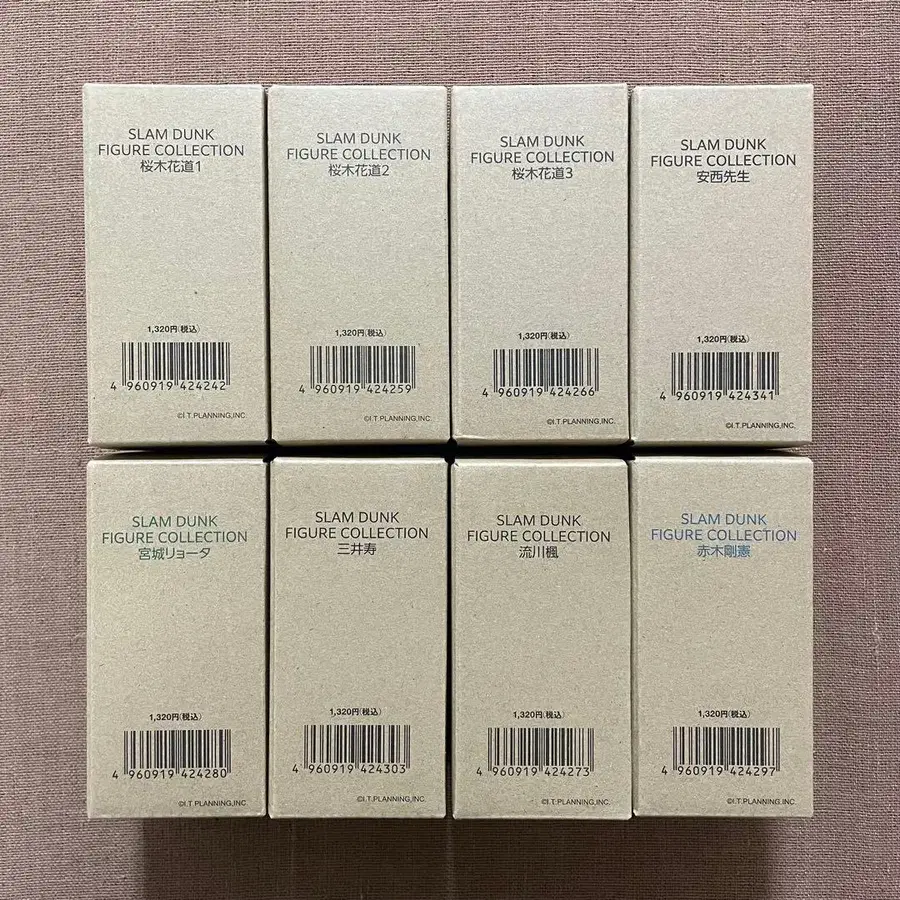 SLAM DUNK
FIGURE COLLECTION
桜木花道1
1,320円(税込)
4 960919 424242
©I.T.PLANNING,INC.
SLAM DUNK
FIGURE COLLECTION
桜木花道2
1,320円(税込)
4 960919 424259
©I.T.PLANNING,INC.
SLAM DUNK
FIGURE COLLECTION
桜木花道3
1,320円(税込)
4 960919 424266
©I.T.PLANNING,INC.
SLAM DUNK
FIGURE COLLECTION
安西先生
1,320円(税込)
4 960919 424341
©I.T.PLANNING,INC.
SLAM DUNK
FIGURE COLLECTION
宮城リョータ
1,320円(税込)
4 960919 424280
©I.T.PLANNING,INC.
SLAM DUNK
FIGURE COLLECTION
三井寿
1,320円(税込)
4 960919 424303
©I.T.PLANNING,INC.
SLAM DUNK
FIGURE COLLECTION
流川楓
1,320円(税込)
4 960919 424273
©I.T.PLANNING,INC.
SLAM DUNK
FIGURE COLLECTION
赤木剛憲
1,320円(税込)
4 960919 424297
©I.T.PLANNING,INC.